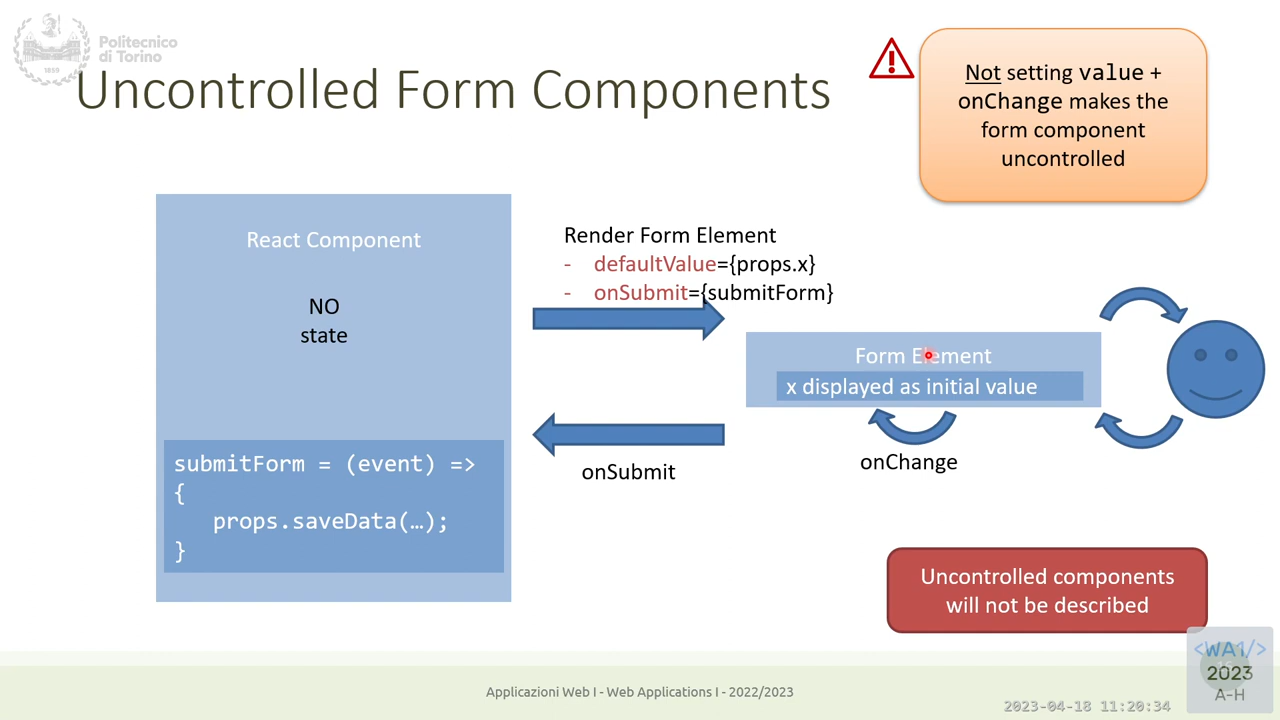 Politecnico
di Torino
1859
Uncontrolled Form Components
Not setting value +
onChange makes the
form component
uncontrolled
React Component
NO
state
submitForm = (event) =>
{
props.saveData(…);
}
Render Form Element
- defaultValue={props.x}
- onSubmit={submitForm}
Form Element
x displayed as initial value
onChange
onSubmit
Uncontrolled components
will not be described
Applicazioni Web I - Web Applications I - 2022/2023
2023-04-18 11:20:34
<WA1/>
2023
A-H